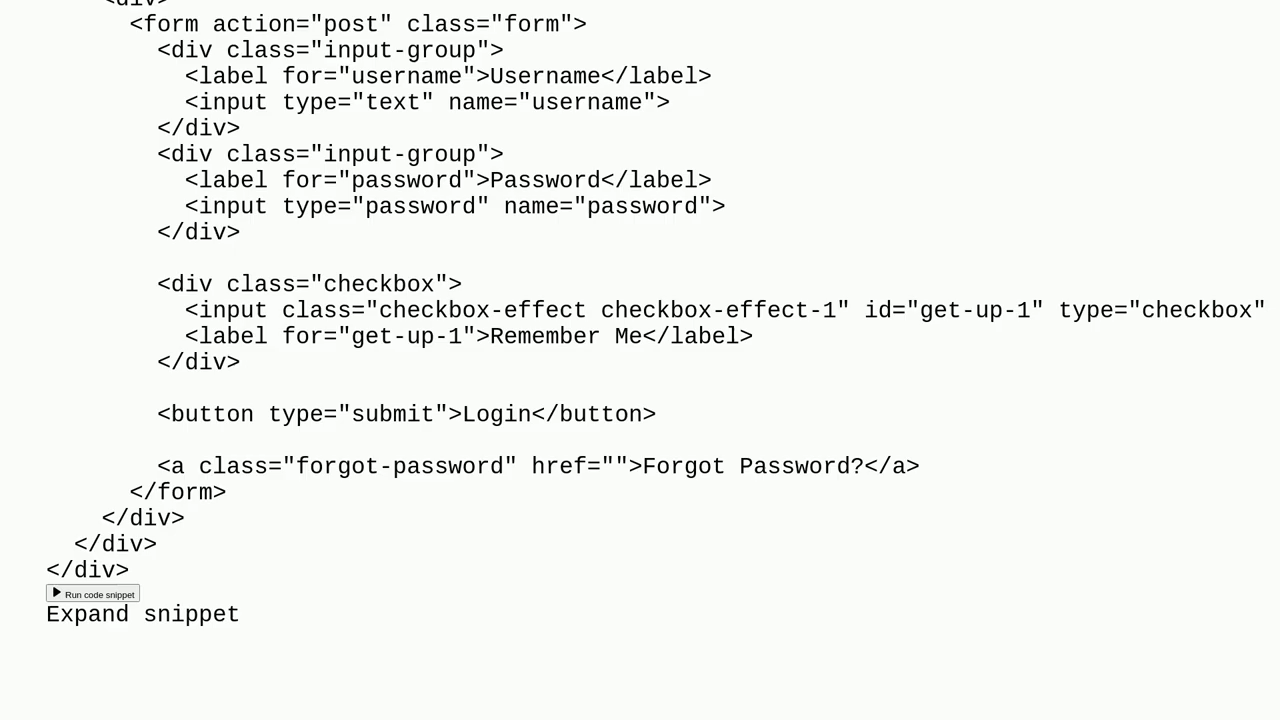 <div>
<form action="post" class="form">
<div class="input-group">
<label for="username">Username</label>
<input type="text" name="username">
</div>
<div class="input-group">
<label for="password">Password</label>
<input type="password" name="password">
</div>
<div class="checkbox">
<input class="checkbox-effect checkbox-effect-1" id="get-up-1" type="checkbox"
<label for="get-up-1">Remember Me</label>
</div>
<button type="submit">Login</button>
<a class="forgot-password" href="">Forgot Password?</a>
</form>
</div>
</div>
</div>
Run code snippet
Expand snippet